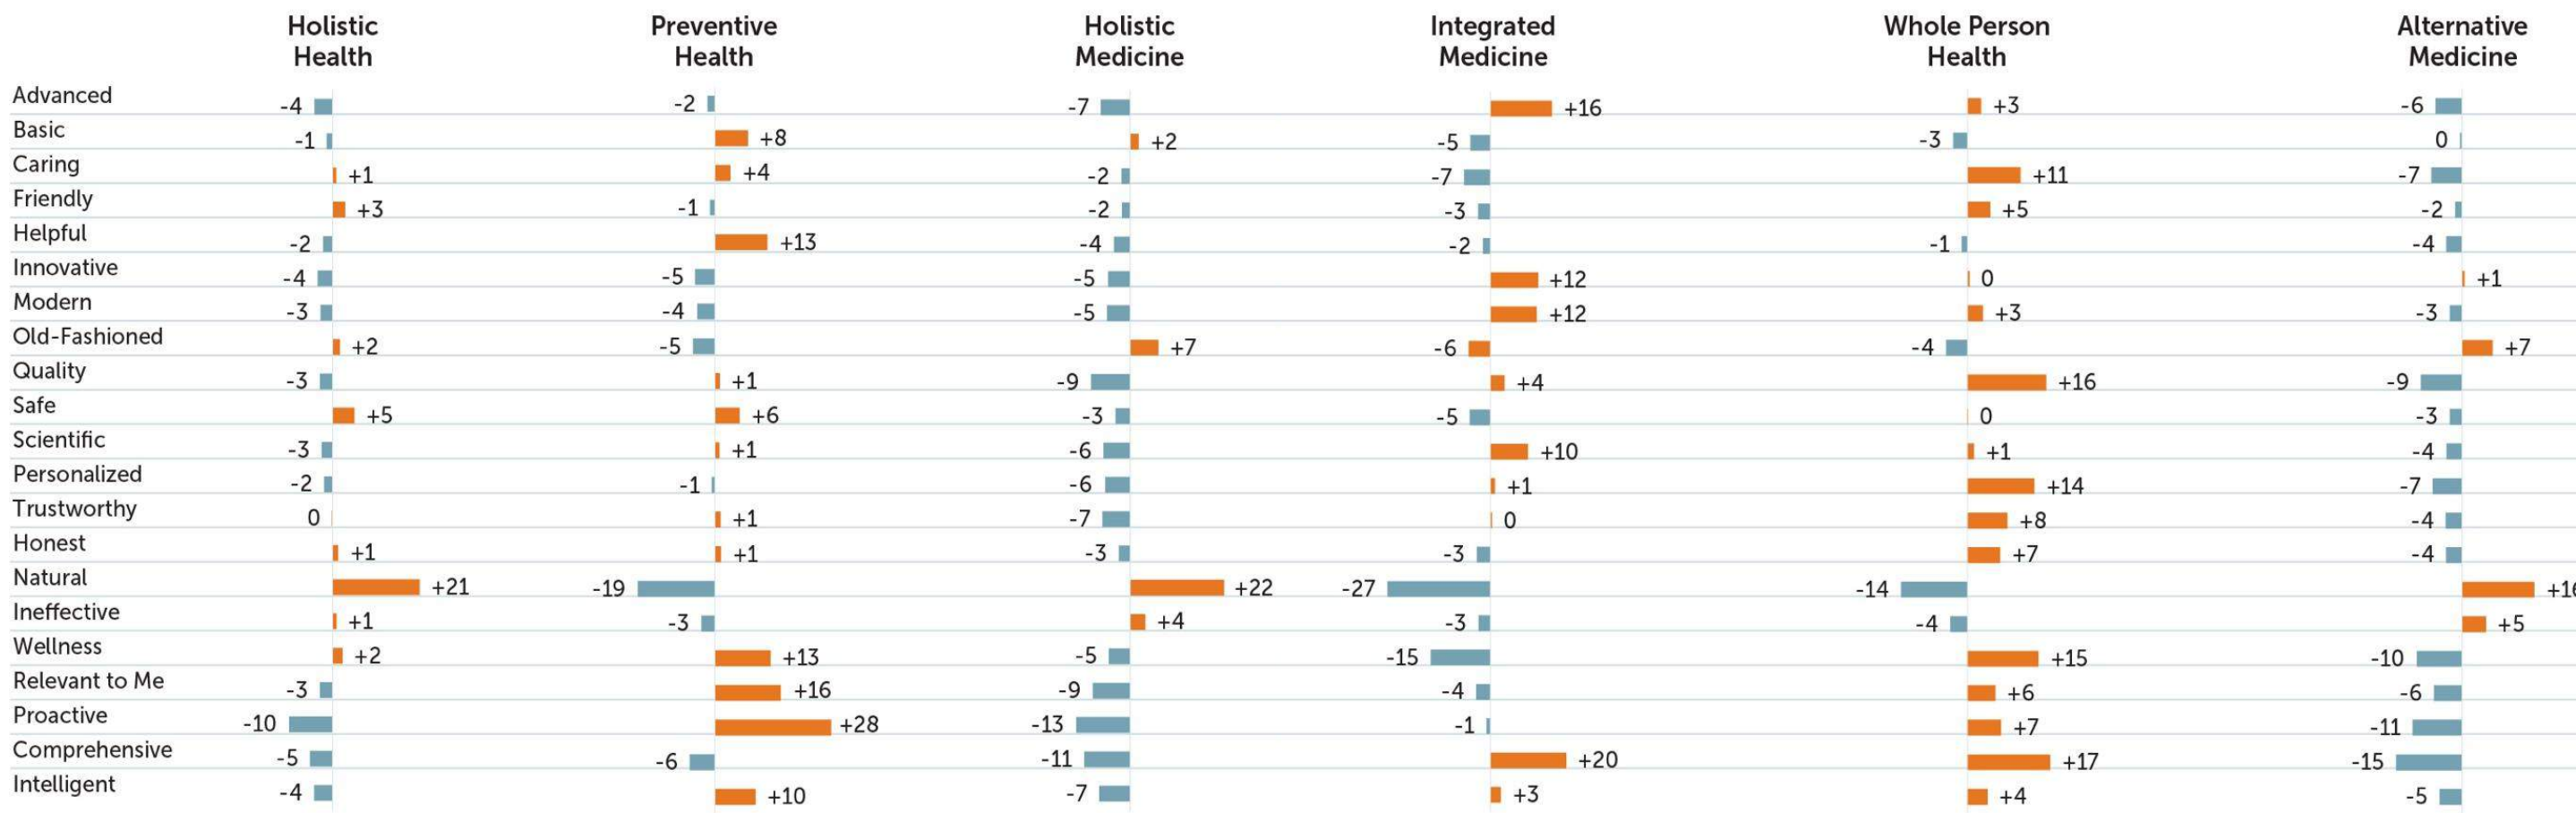 Holistic Health Preventive Health Holistic Medicine Integrated Medicine Whole Person Health Alternative Medicine
Advanced -4 -2 -7 +16 +3 -6
Basic -1 +8 +2 -5 -3 0
Caring +1 +4 -2 -7 +11 -7
Friendly +3 -1 -2 -3 +5 -2
Helpful -2 +13 -4 -2 -1 -4
Innovative -4 -5 -5 +12 0 +1
Modern -3 -4 -5 +12 +3 -3
Old-Fashioned +2 -5 +7 -6 -4 +7
Quality -3 +1 -9 +4 +16 -9
Safe +5 +6 -3 -5 0 -3
Scientific -3 +1 -6 +10 +1 -4
Personalized -2 -1 -6 +1 +14 -7
Trustworthy 0 +1 -7 0 +8 -4
Honest +1 +1 -3 -3 +7 -4
Natural +21 -19 +22 -27 -14 +16
Ineffective +1 -3 +4 -3 -4 +5
Wellness +2 +13 -5 -15 +15 -10
Relevant to Me -3 +16 -9 -4 +6 -6
Proactive -10 +28 -13 -1 +7 -11
Comprehensive -5 -6 -11 +20 +17 -15
Intelligent -4 +10 -7 +3 +4 -5